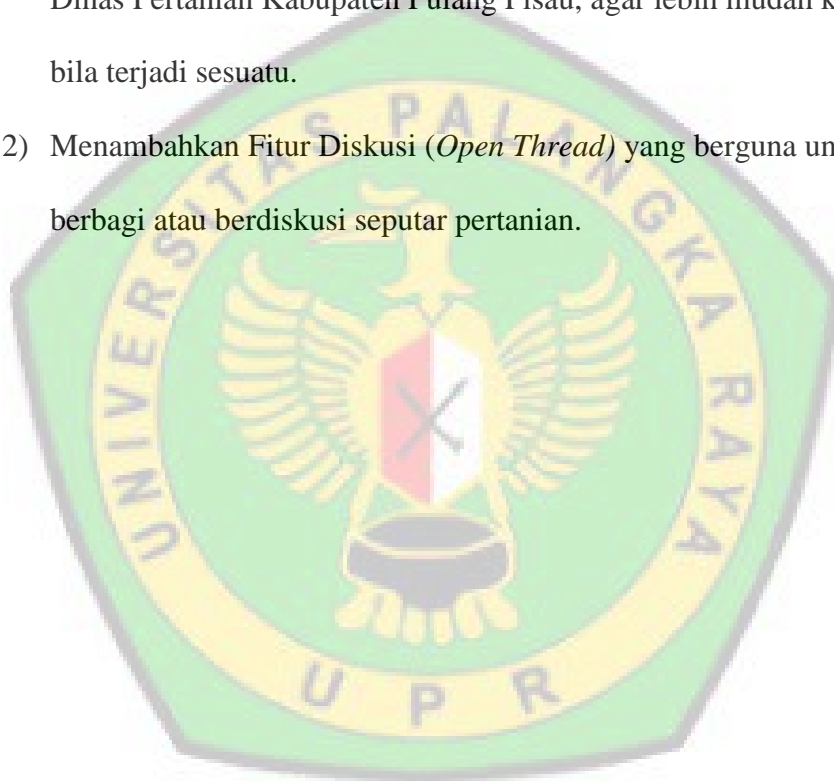 Dinas Pertanian Kabupaten Pulang Pisau, agar lebih mudah
bila terjadi sesuatu.
2) Menambahkan Fitur Diskusi (Open Thread) yang berguna
berbagi atau berdiskusi seputar pertanian.
UNIVERSITAS PALANGKA RAYA
UPR